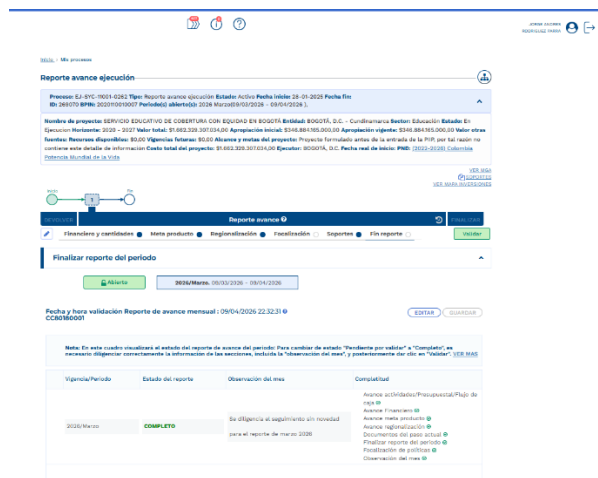 JORGE ANDRES
RODRIGUEZ PARRA
Inicio > Mis procesos
Reporte avance ejecución
Proceso: EJ-SYC-11001-0262 Tipo: Reporte avance ejecución Estado: Activo Fecha inicio: 28-01-2025 Fecha fin:
ID: 269070 BPIN: 2020110010007 Periodo(s) abierto(s): 2026 Marzo(09/03/2026 - 09/04/2026 );
Nombre de proyecto: SERVICIO EDUCATIVO DE COBERTURA CON EQUIDAD EN BOGOTÁ Entidad: BOGOTÁ, D.C. - Cundinamarca Sector: Educación Estado: En
Ejecucion Horizonte: 2020 - 2027 Valor total: $1.682.328.307.034,00 Apropiación inicial: $346.884.165.000,00 Apropiación vigente: $346.884.165.000,00 Valor otras
fuentes: Recursos disponibles: $0,00 Vigencias futuras: $0,00 Alcance y metas del proyecto: Proyecto formulado antes de la entrada de la PIIP, por tal razón no
contiene este detalle de información Costo total del proyecto: $1.682.328.307.034,00 Ejecutor: BOGOTÁ, D.C. Fecha real de inicio: PND: (2022-2026) Colombia
Potencia Mundial de la Vida
VER MGA
SOPORTES
VER MAPA INVERSIONES
Inicio
Fin
1
DEVOLVER
Reporte avance
FINALIZAR
Financiero y cantidades
Meta producto
Regionalización
Focalización
Soportes
Fin reporte
Validar
Finalizar reporte del periodo
Abierto
2026/Marzo. 09/03/2026 - 09/04/2026
Fecha y hera validación Reporte de avance mensual : 09/04/2026 22:32:31
CC80180001
EDITAR
GUARDAR
Nota: En este cuadro visualizará el estado del reporte de avance del periodo: Para cambiar de estado "Pendiente por validar" a "Completo", es
necesario diligenciar correctamente la información de las secciones, incluida la "observación del mes", y posteriormente dar clic en "Validar". VER MAS
Vigencia/Periodo
Estado del reporte
Observación del mes
Completitud
2026/Marzo
COMPLETO
Se diligencia el seguimiento sin novedad
para el reporte de marzo 2026
Avance actividades/Presupuestal/Flujo de
caja
Avance Financiero
Avance meta producto
Avance regionalización
Documentos del paso actual
Finalizar reporte del periodo
Focalización de políticas
Observación del mes